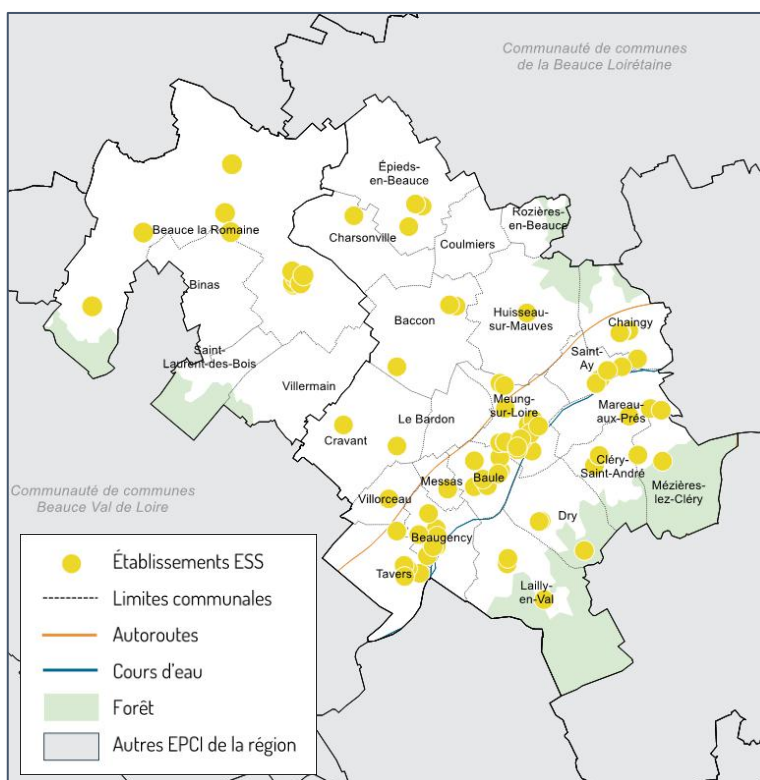 Communauté de communes
de la Beauce Loirétaine
Épieds-
en-Beauce
Rozières-
en-Beauce
Beauce la Romaine
Charsonville
Coulmiers
Binas
Baccon
Huisseau-
sur-Mauves
Chaingy
Saint-
Laurent-des-Bois
Saint-
Ay
Villermain
Meung-
sur-Loire
Mareau-
aux-Prés
Le Bardon
Cravant
Cléry-
Saint-André
Messas
Baule
Mézières-
lez-Cléry
Communauté de communes
Beauce Val de Loire
Villorceau
Dry
Beaugency
Tavers
Lailly-
en-Val
Établissements ESS
Limites communales
Autoroutes
Cours d'eau
Forêt
Autres EPCI de la région